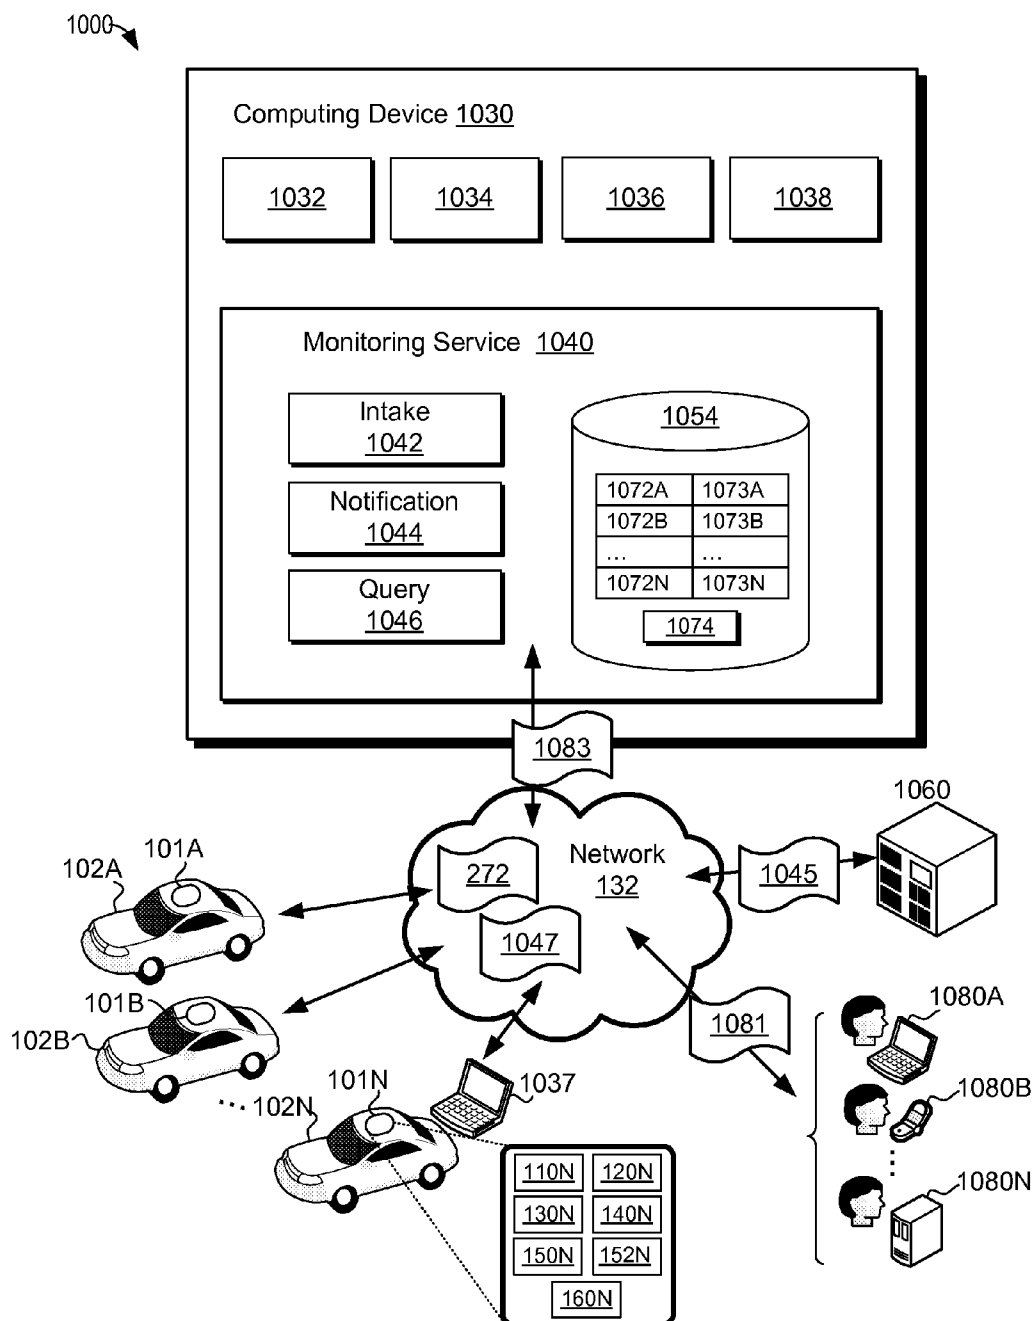 1000
Computing Device 1030
1032 1034 1036 1038
Monitoring Service 1040
Intake
1042
Notification
1044
Query
1046
1054
1072A 1073A
1072B 1073B
... ...
1072N 1073N
1074
1083
1060
Network
132
272
1045
1047
101A
102A
101B
102B
1081
1080A
1080B
1080N
... 102N
101N
1037
110N 120N
130N 140N
150N 152N
160N